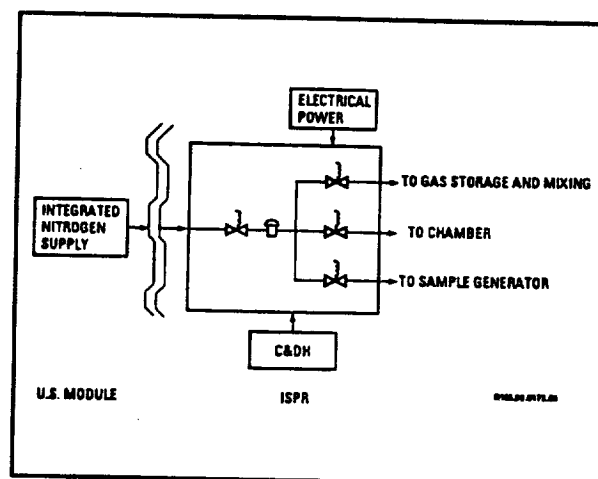 ELECTRICAL
POWER
TO GAS STORAGE AND MIXING
INTEGRATED
NITROGEN
SUPPLY
TO CHAMBER
TO SAMPLE GENERATOR
C&DH
U.S. MODULE
ISPR